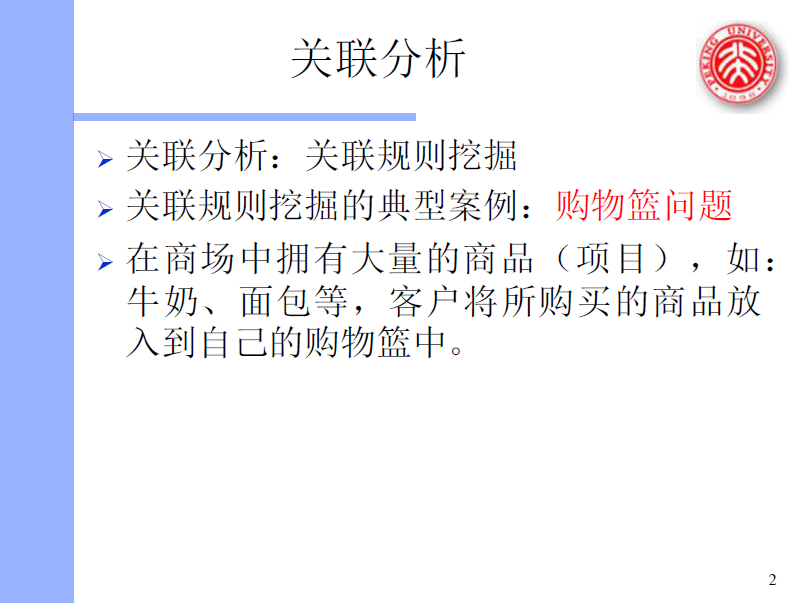 关联分析
PEKING UNIVERSITY
1898
关联分析：关联规则挖掘
关联规则挖掘的典型案例：购物篮问题
在商场中拥有大量的商品（项目），如：
牛奶、面包等，客户将所购买的商品放
入到自己的购物篮中。
2